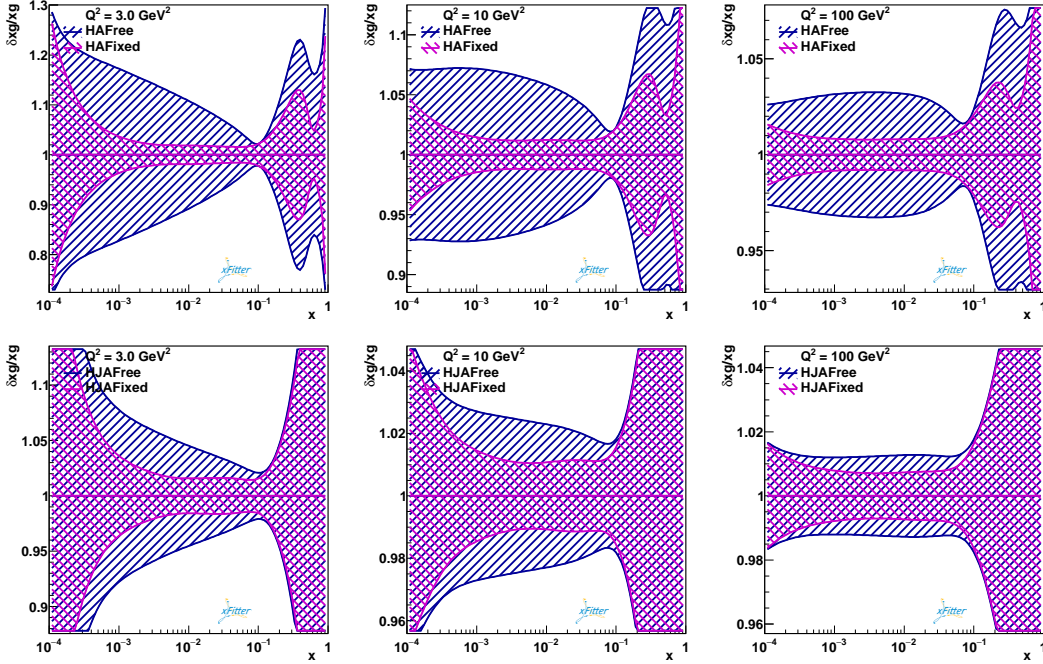 Q² = 3.0 GeV²
HAFree
HAFixed
δxg/xg
1.3
1.2
1.1
1
0.9
0.8
10⁻⁴ 10⁻³ 10⁻² 10⁻¹ 1
x
xFitter
Q² = 10 GeV²
HAFree
HAFixed
δxg/xg
1.1
1.05
1
0.95
0.9
10⁻⁴ 10⁻³ 10⁻² 10⁻¹ 1
x
xFitter
Q² = 100 GeV²
HAFree
HAFixed
δxg/xg
1.05
1
0.95
10⁻⁴ 10⁻³ 10⁻² 10⁻¹ 1
x
xFitter
Q² = 3.0 GeV²
HJAFree
HJAFixed
δxg/xg
1.1
1.05
1
0.95
0.9
10⁻⁴ 10⁻³ 10⁻² 10⁻¹ 1
x
xFitter
Q² = 10 GeV²
HJAFree
HJAFixed
δxg/xg
1.04
1.02
1
0.98
0.96
10⁻⁴ 10⁻³ 10⁻² 10⁻¹ 1
x
xFitter
Q² = 100 GeV²
HJAFree
HJAFixed
δxg/xg
1.04
1.02
1
0.98
0.96
10⁻⁴ 10⁻³ 10⁻² 10⁻¹ 1
x
xFitter